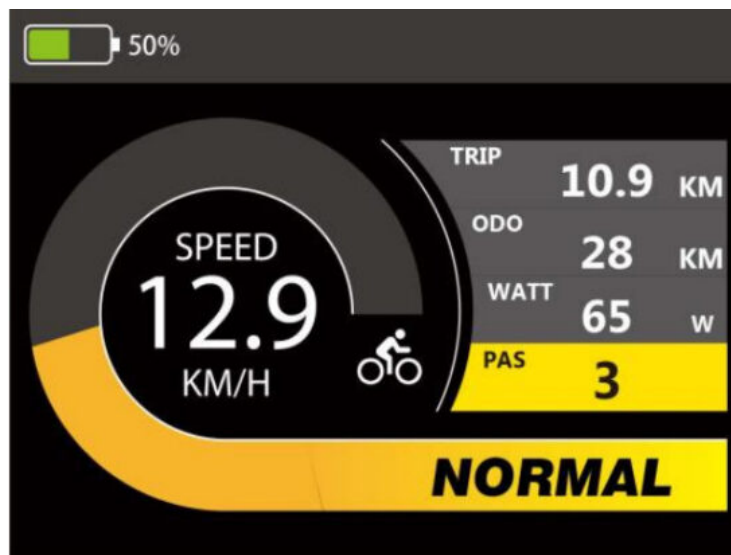 50%
SPEED
12.9
KM/H
TRIP
10.9 KM
ODO
28 KM
WATT
65 W
PAS
3
NORMAL